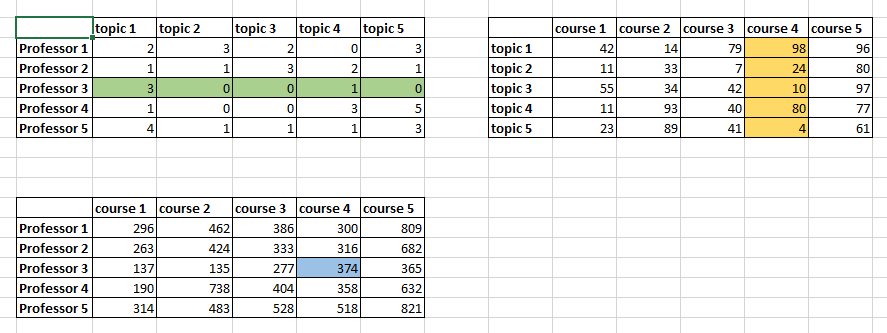 topic 1 topic 2 topic 3 topic 4 topic 5
Professor 1 2 3 2 0 3
Professor 2 1 1 3 2 1
Professor 3 3 0 0 1 0
Professor 4 1 0 0 3 5
Professor 5 4 1 1 1 3
course 1 course 2 course 3 course 4 course 5
topic 1 42 14 79 98 96
topic 2 11 33 7 24 80
topic 3 55 34 42 10 97
topic 4 11 93 40 80 77
topic 5 23 89 41 4 61
course 1 course 2 course 3 course 4 course 5
Professor 1 296 462 386 300 809
Professor 2 263 424 333 316 682
Professor 3 137 135 277 374 365
Professor 4 190 738 404 358 632
Professor 5 314 483 528 518 821